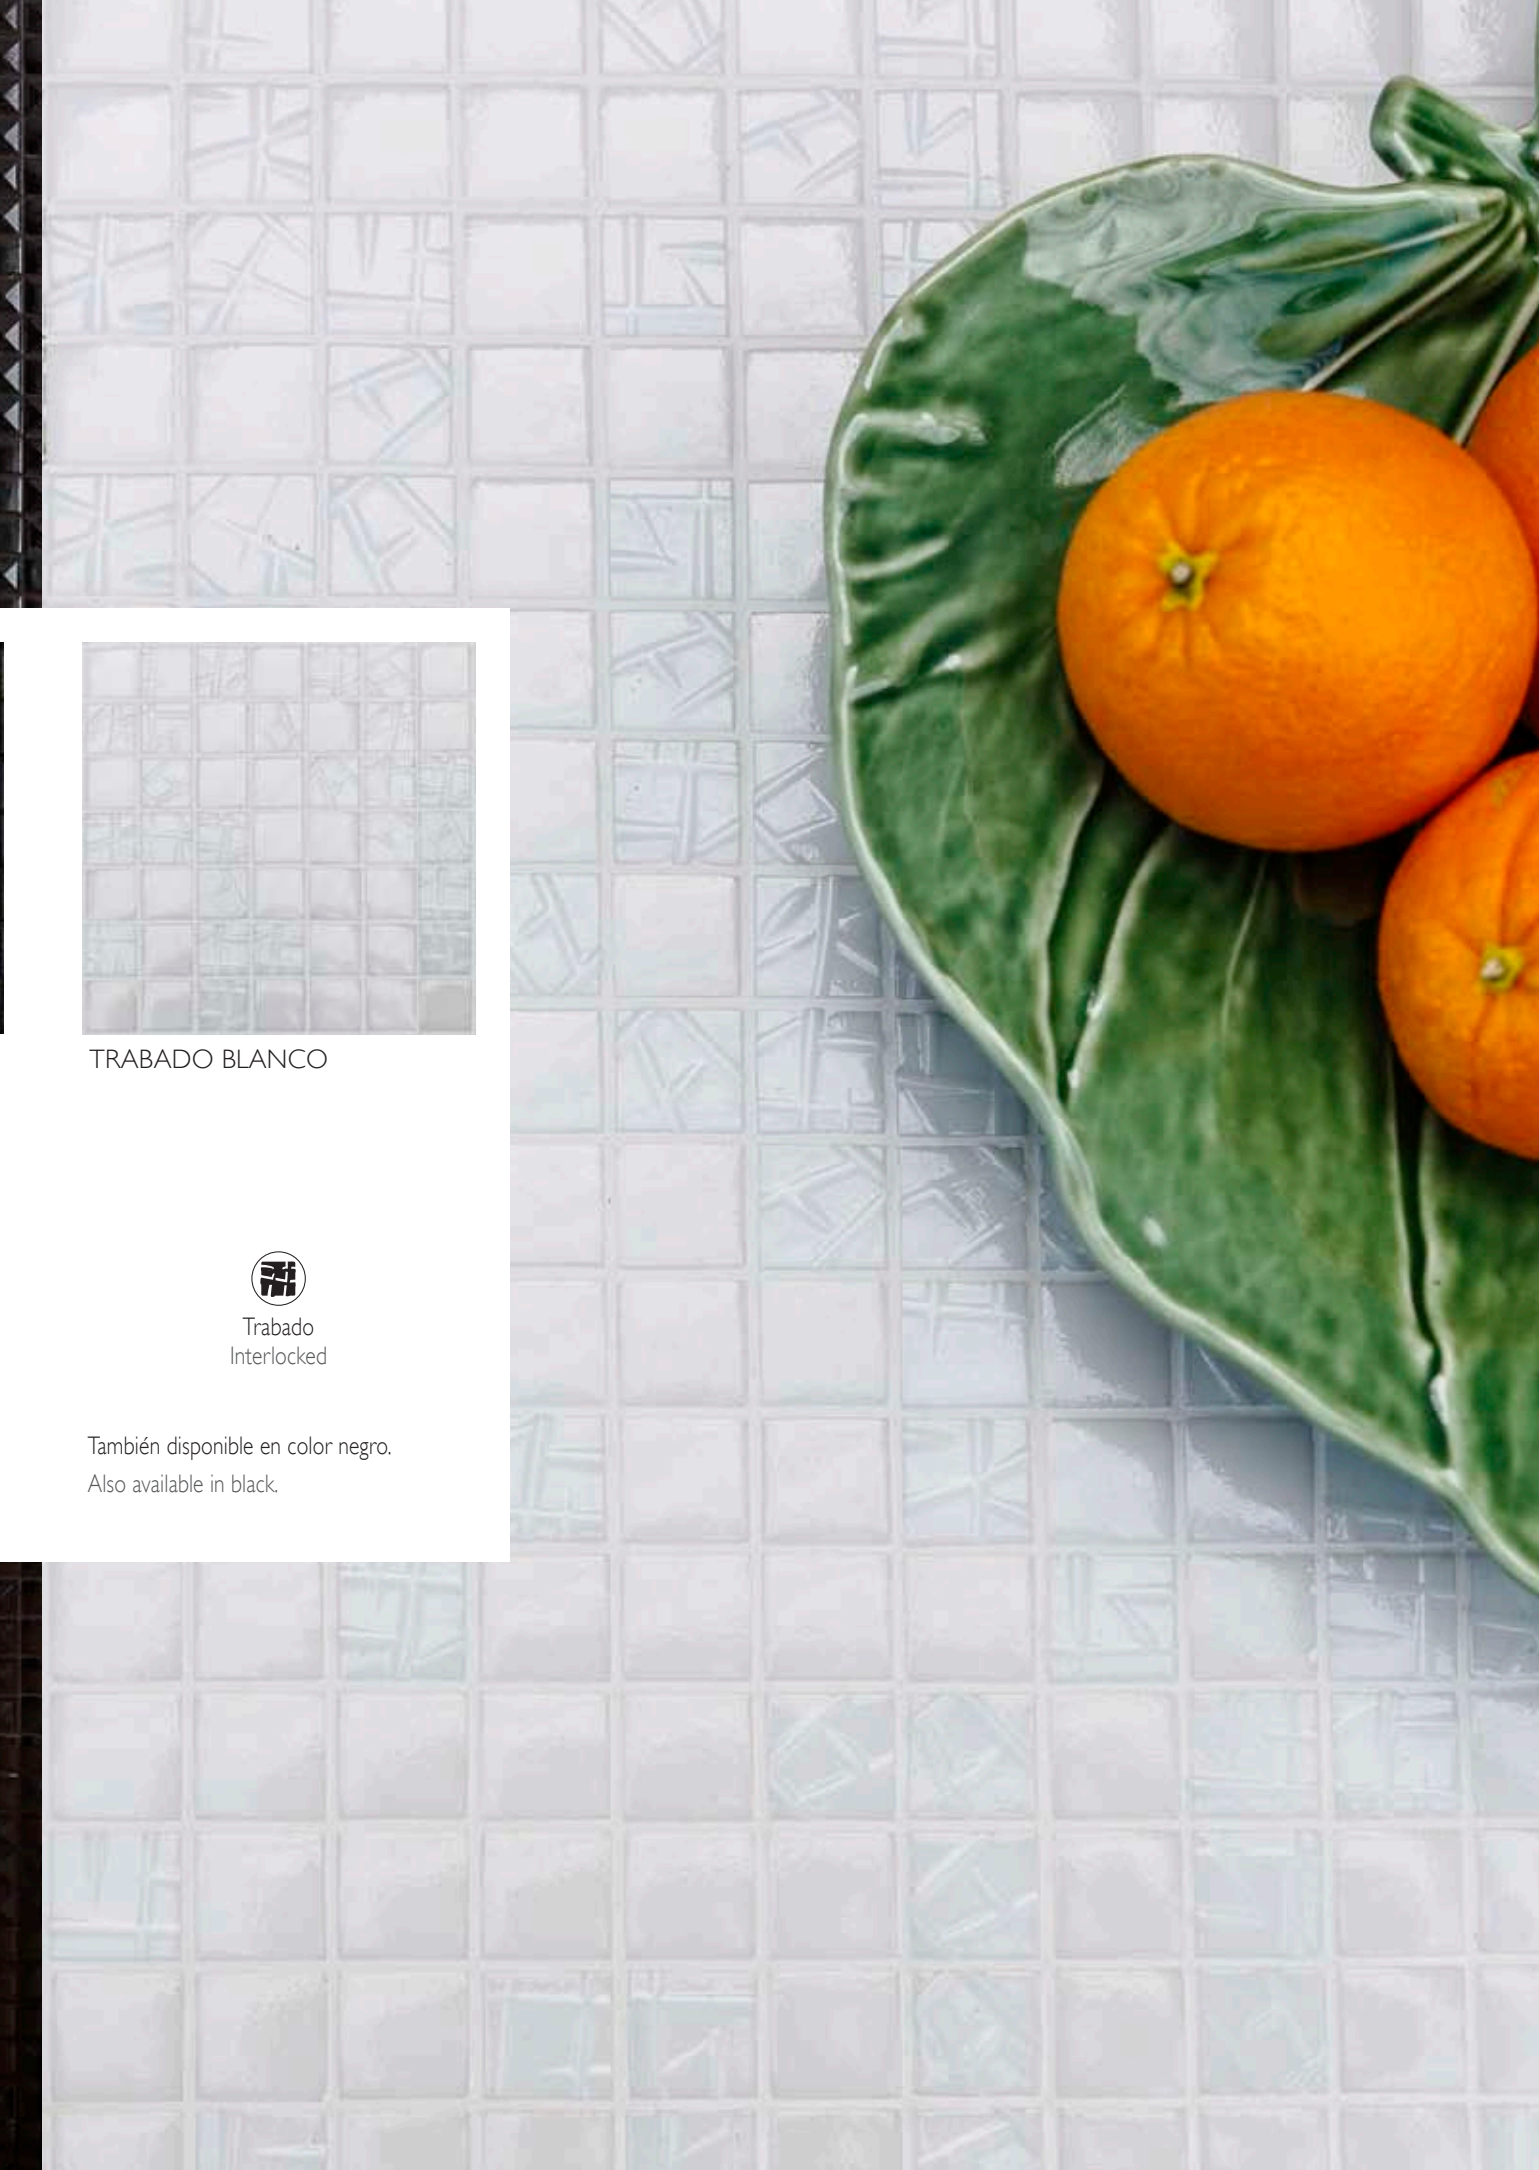 TRABADO BLANCO
Trabado
Interlocked
También disponible en color negro.
Also available in black.